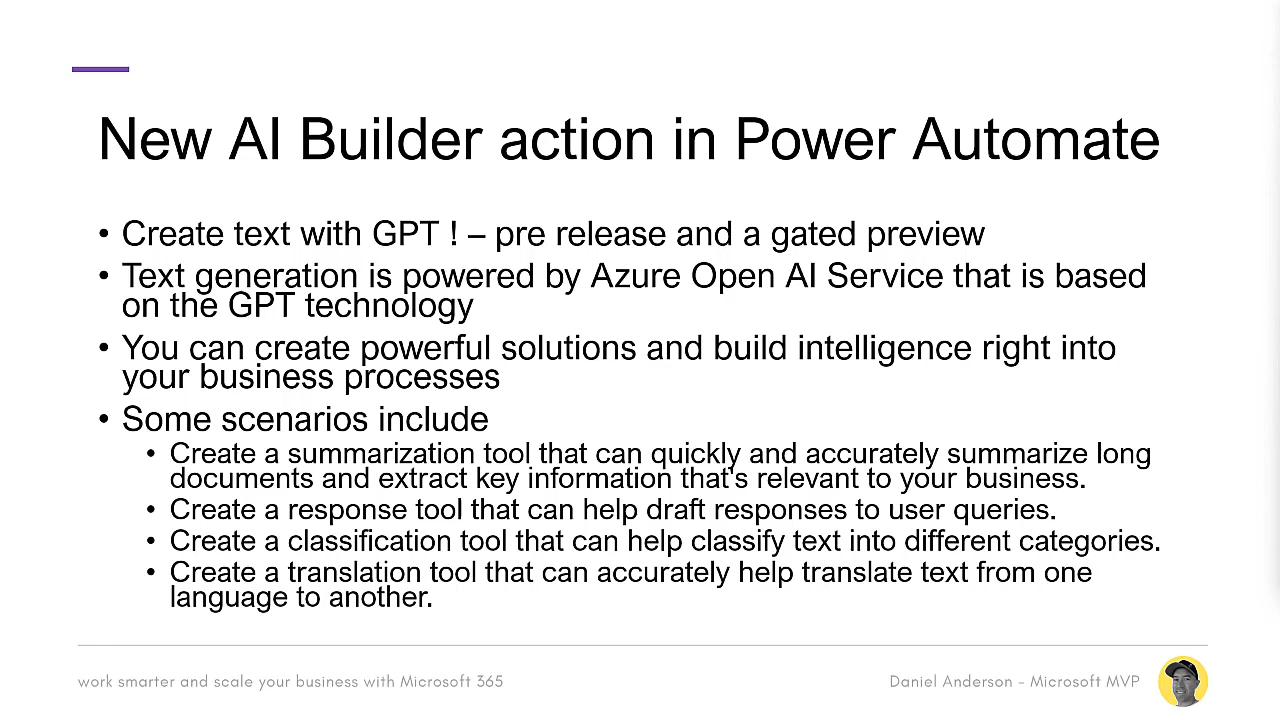 New AI Builder action in Power Automate
• Create text with GPT ! – pre release and a gated preview
• Text generation is powered by Azure Open AI Service that is based
on the GPT technology
• You can create powerful solutions and build intelligence right into
your business processes
• Some scenarios include
• Create a summarization tool that can quickly and accurately summarize long
documents and extract key information that's relevant to your business.
• Create a response tool that can help draft responses to user queries.
• Create a classification tool that can help classify text into different categories.
• Create a translation tool that can accurately help translate text from one
language to another.
work smarter and scale your business with Microsoft 365
Daniel Anderson - Microsoft MVP